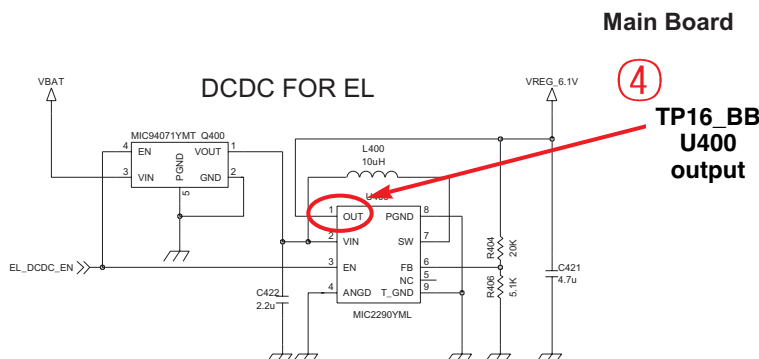 Main Board
VBAT
DCDC FOR EL
VREG_6.1V
4
TP16_BB
U400
output
MIC94071YMT Q400
4 EN VOUT 1
3 VIN GND 2
PGND
5
L400
10uH
1 OUT PGND 8
2 VIN SW 7
3 EN FB 6
NC 5
4 ANGD T_GND 9
MIC2290YML
EL_DCDC_EN
C422
2.2u
R404
20K
R406
5.1K
C421
4.7u